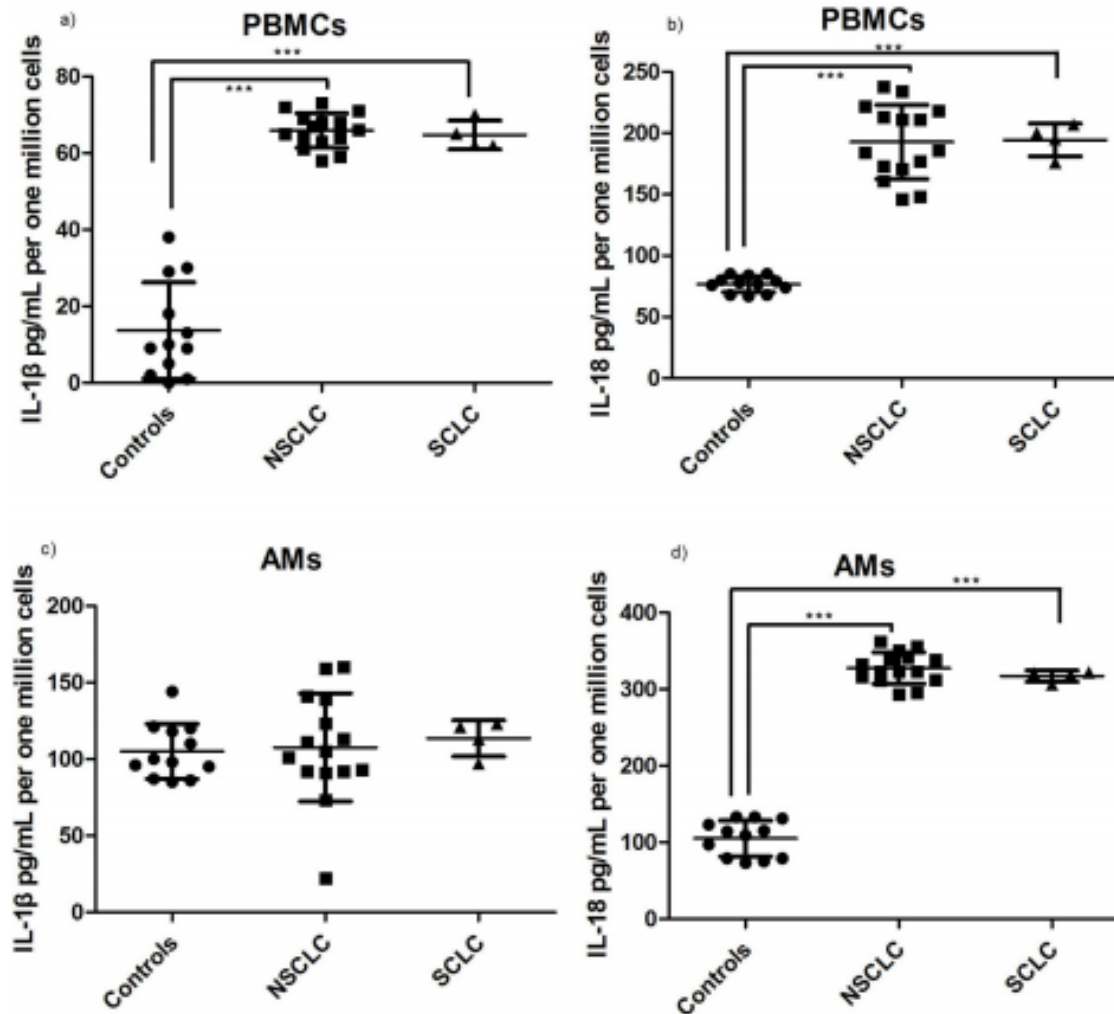 a)
PBMCs
***
***
IL-1β pg/mL per one million cells
80
60
40
20
0
Controls
NSCLC
SCLC
b)
PBMCs
***
***
IL-18 pg/mL per one million cells
250
200
150
100
50
0
Controls
NSCLC
SCLC
c)
AMs
IL-1β pg/mL per one million cells
200
150
100
50
0
Controls
NSCLC
SCLC
d)
AMs
***
***
IL-18 pg/mL per one million cells
400
300
200
100
0
Controls
NSCLC
SCLC